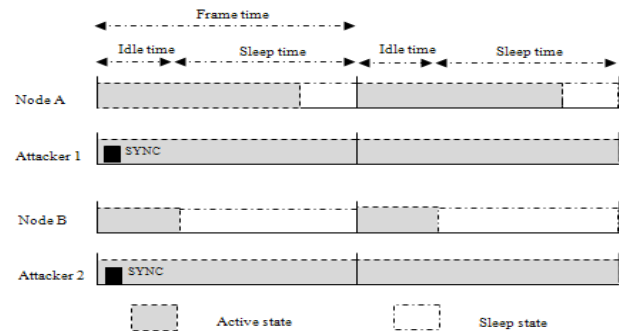 Frame time
Idle time Sleep time Idle time Sleep time
Node A
SYNC
Attacker 1
Node B
SYNC
Attacker 2
Active state Sleep state